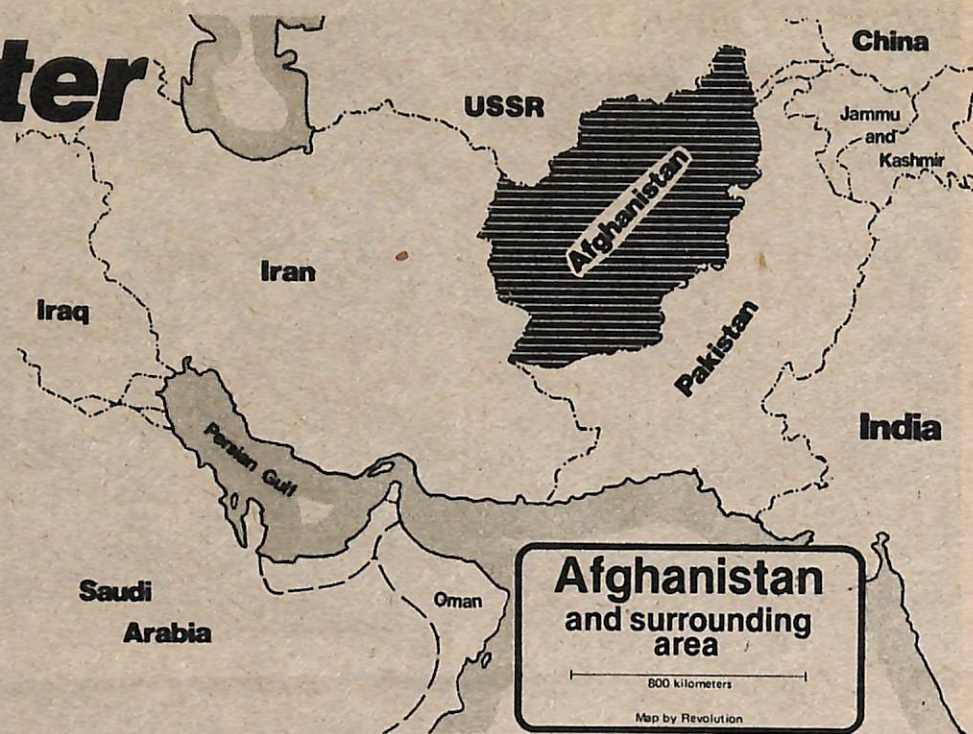 ter
China
USSR
Jammu
and
Kashmir
Afghanistan
Iran
Iraq
Pakistan
India
Persian Gulf
Saudi
Arabia
Oman
Afghanistan
and surrounding
area
800 kilometers
Map by Revolution